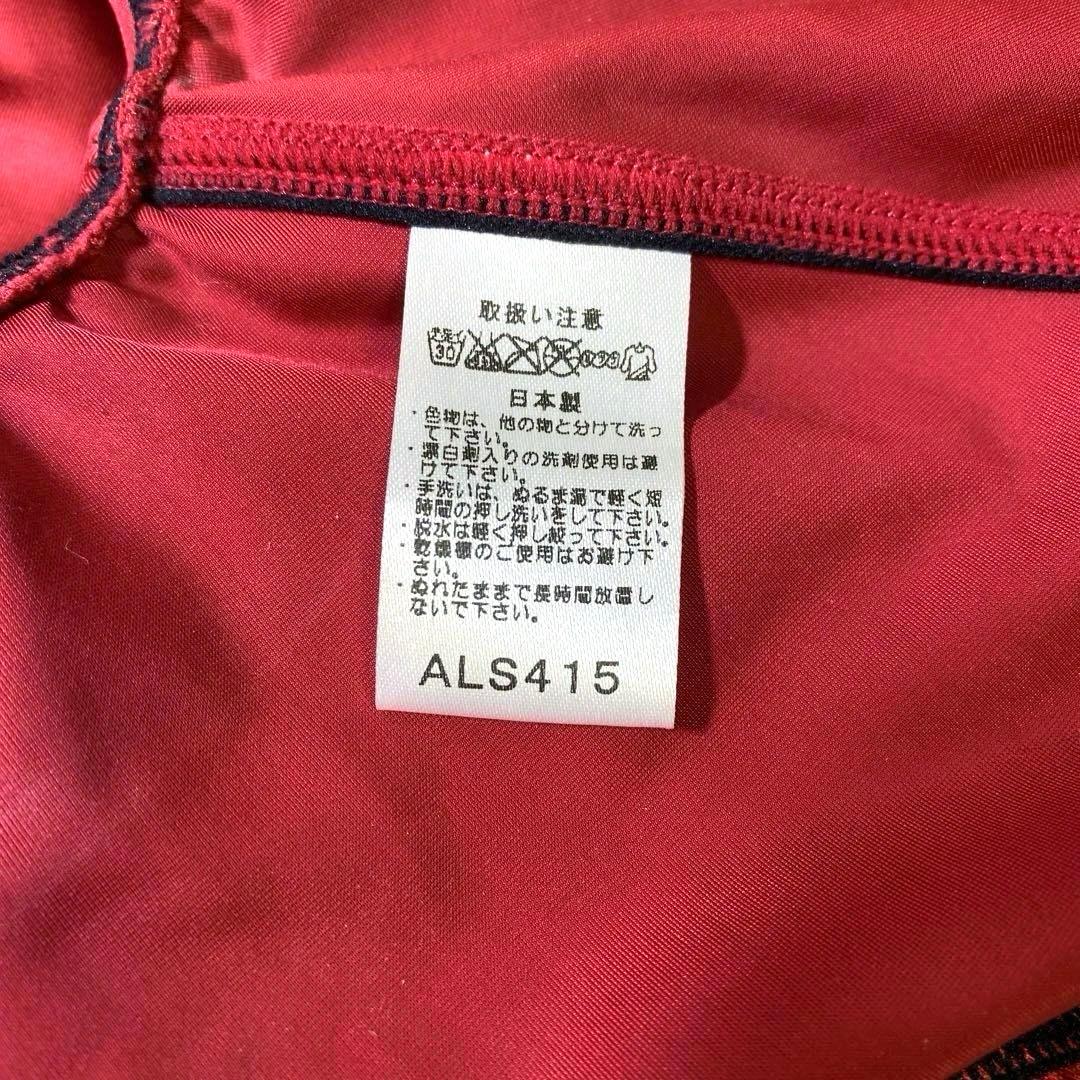 取扱い注意
手洗イ
30
日本製
・色物は、他の物と分けて洗っ
て下さい。
・漂白剤入りの洗剤使用は避
けて下さい。
・手洗いは、ぬるま湯で軽く短
時間の押し洗いをして下さい。
・脱水は軽く押し絞って下さい。
・乾燥機のご使用はお避け下
さい。
・ぬれたままで長時間放置し
ないで下さい。
ALS415